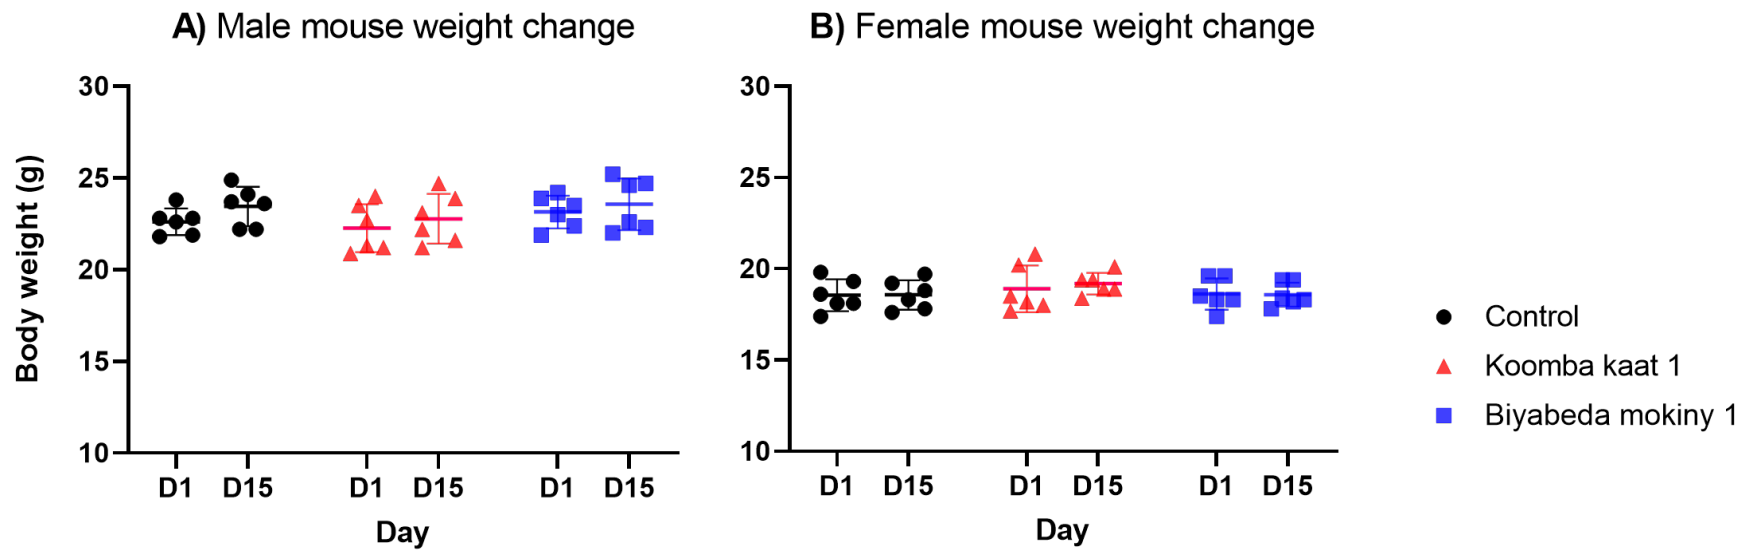 A) Male mouse weight change
Body weight (g)
30
25
20
15
10
D1 D15 D1 D15 D1 D15
Day
B) Female mouse weight change
30
25
20
15
10
D1 D15 D1 D15 D1 D15
Day
Control
Koomba kaat 1
Biyabeda mokiny 1